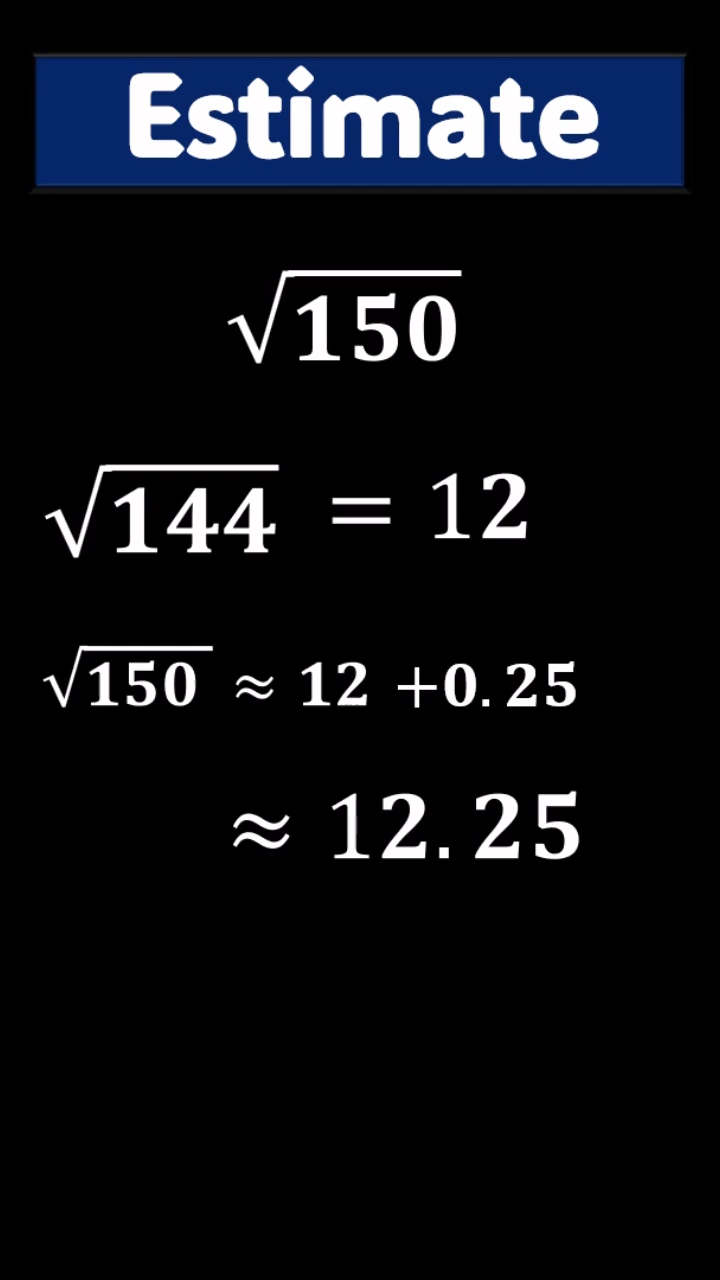 Estimate
√150
√144 = 12
√150 ≈ 12 +0.25
≈ 12.25